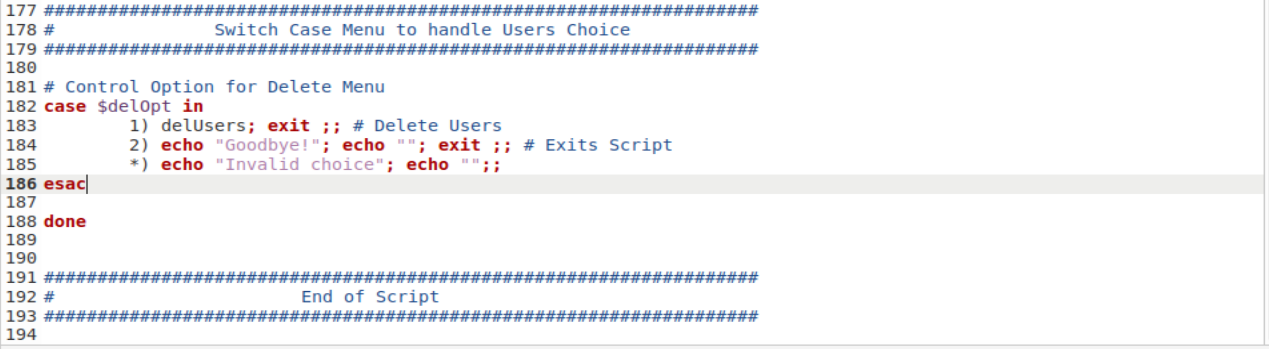 177 ###################################################################
178 #               Switch Case Menu to handle Users Choice
179 ###################################################################
180
181 # Control Option for Delete Menu
182 case $delOpt in
183         1) delUsers; exit ;; # Delete Users
184         2) echo "Goodbye!"; echo ""; exit ;; # Exits Script
185         *) echo "Invalid choice"; echo "";;
186 esac
187
188 done
189
190
191 ###################################################################
192 #                       End of Script
193 ###################################################################
194